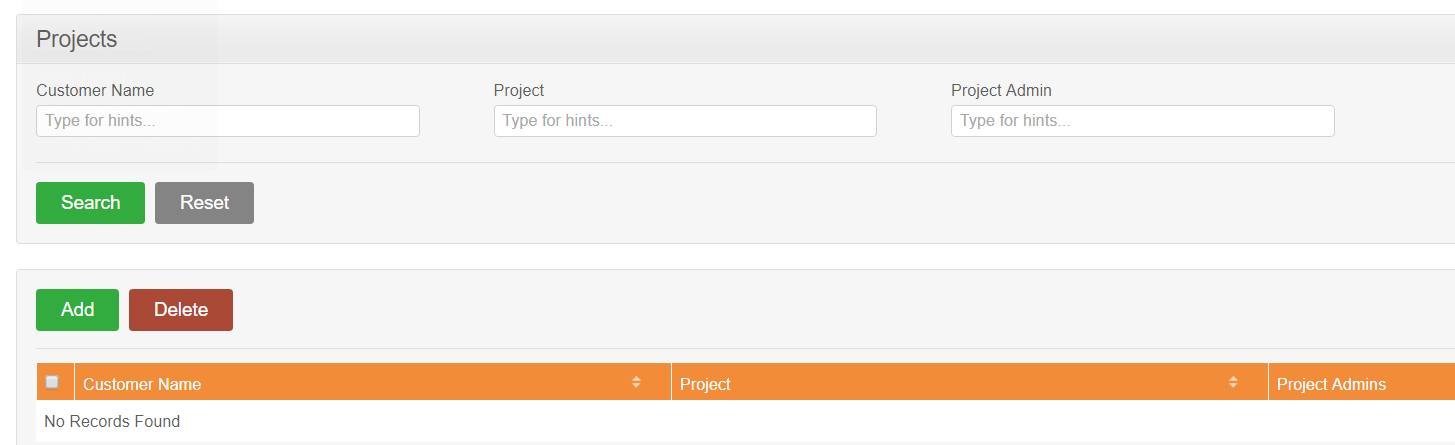 Projects
Customer Name Project Project Admin
Type for hints... Type for hints... Type for hints...
Search Reset
Add Delete
Customer Name Project Project Admins
No Records Found